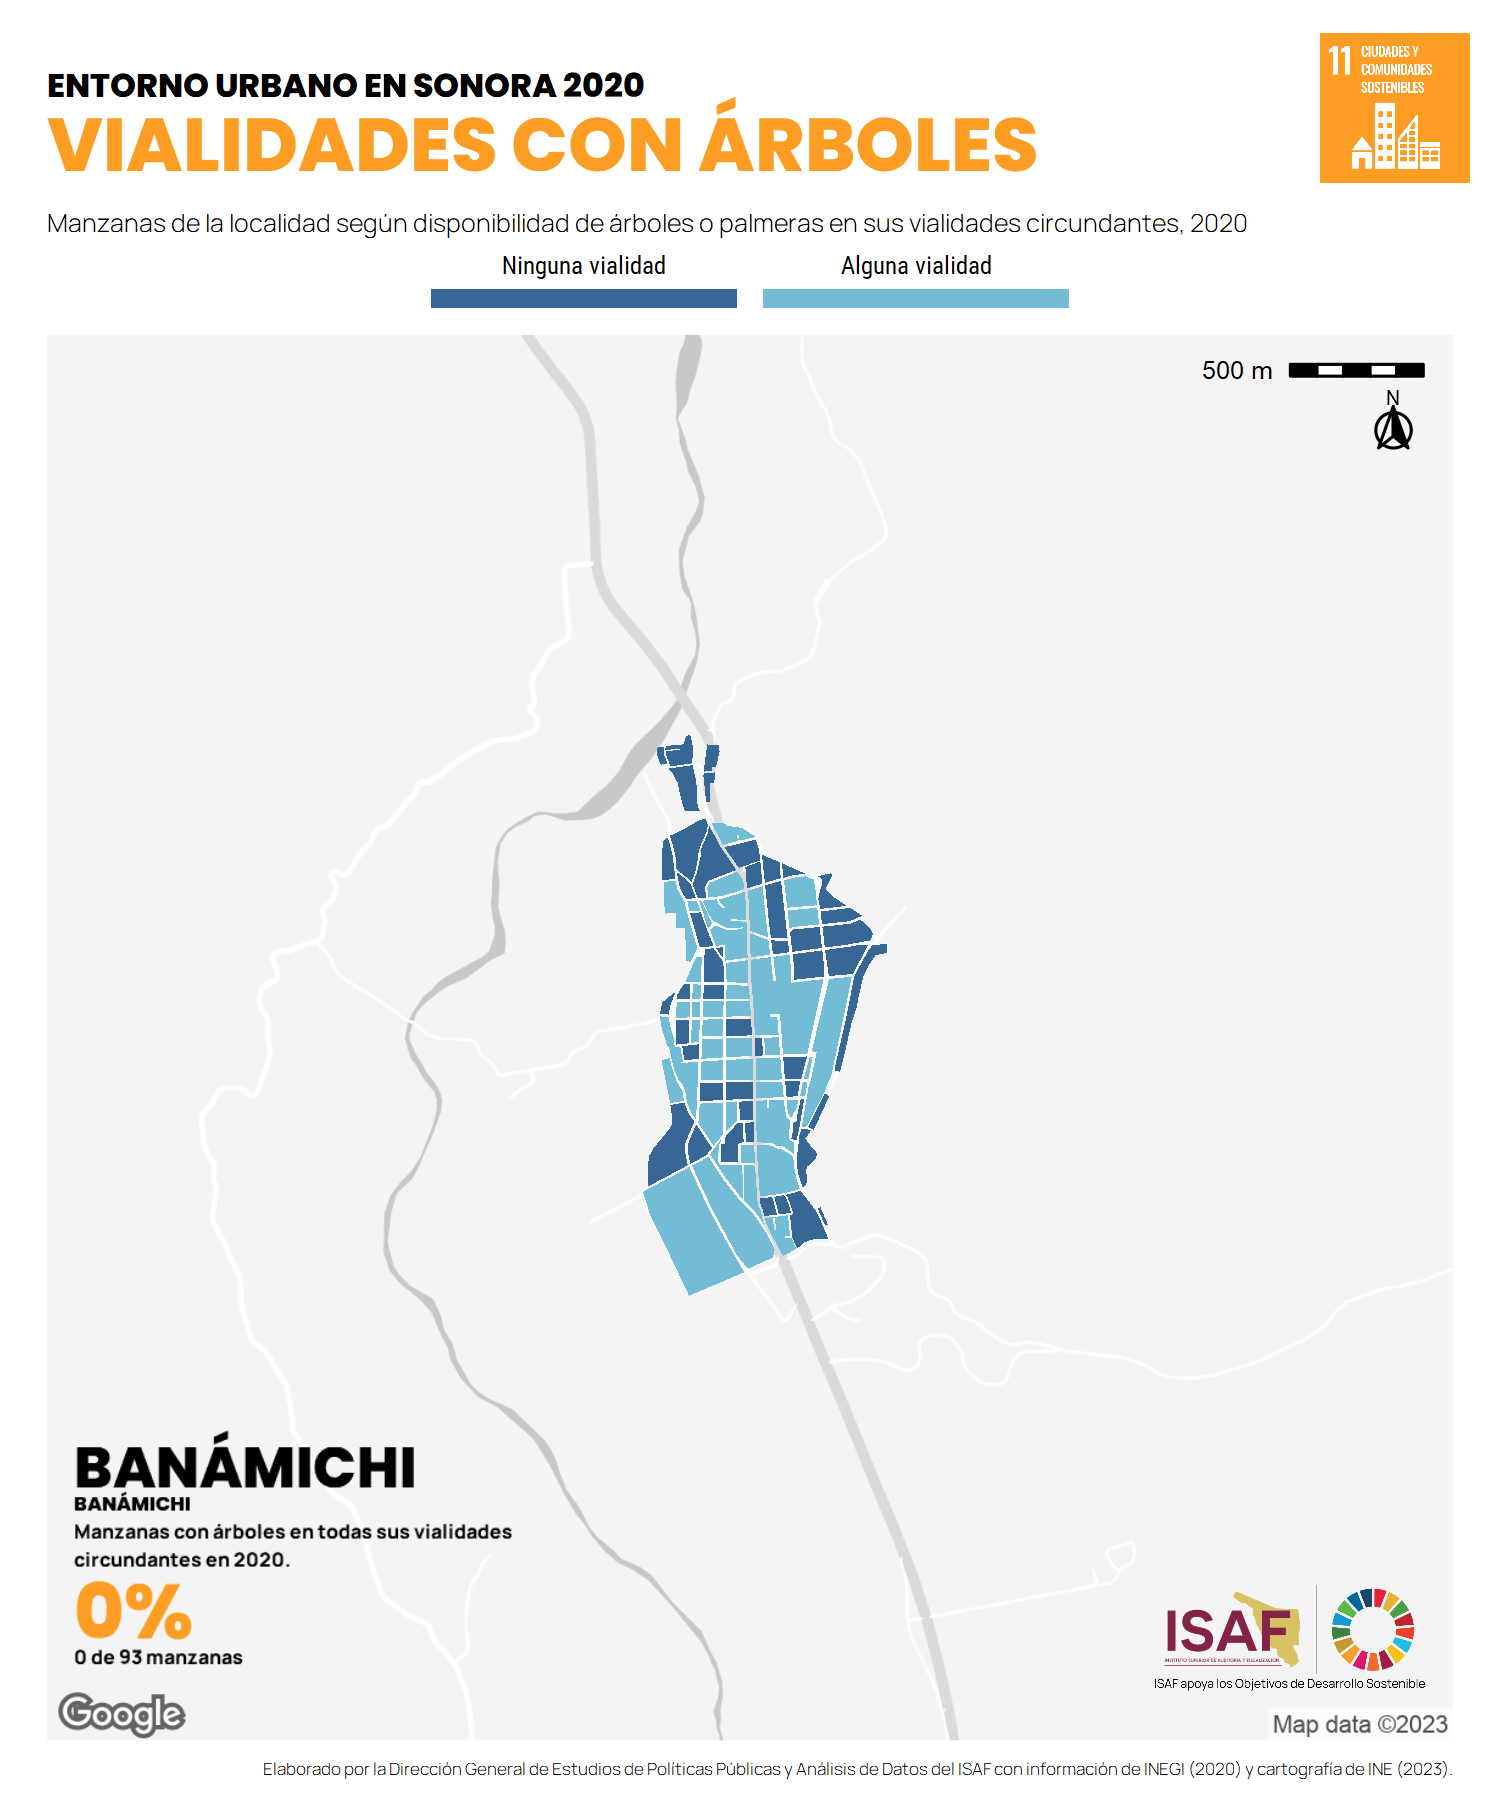 ENTORNO URBANO EN SONORA 2020
VIALIDADES CON ÁRBOLES
11 CIUDADES Y
COMUNIDADES
SOSTENIBLES
Manzanas de la localidad según disponibilidad de árboles o palmeras en sus vialidades circundantes, 2020
Ninguna vialidad
Alguna vialidad
500 m
N
BANÁMICHI
BANÁMICHI
Manzanas con árboles en todas sus vialidades
circundantes en 2020.
0%
0 de 93 manzanas
Google
ISAF
INSTITUTO SUPERIOR DE AUDITORÍA Y FISCALIZACIÓN
ISAF apoya los Objetivos de Desarrollo Sostenible
Map data ©2023
Elaborado por la Dirección General de Estudios de Políticas Públicas y Análisis de Datos del ISAF con información de INEGI (2020) y cartografía de INE (2023).